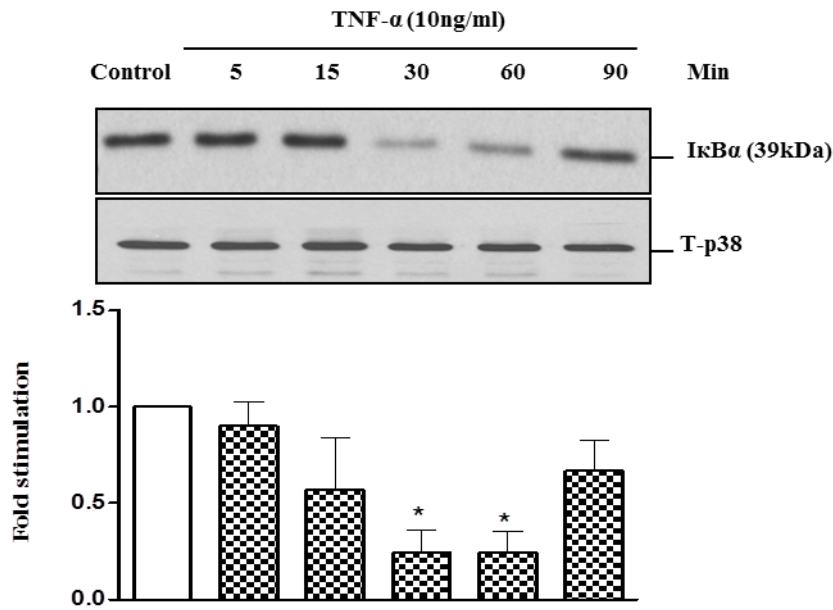 TNF-α (10ng/ml)
Control 5 15 30 60 90 Min
IκBα (39kDa)
T-p38
Fold stimulation
1.5
1.0
0.5
0.0
*
*